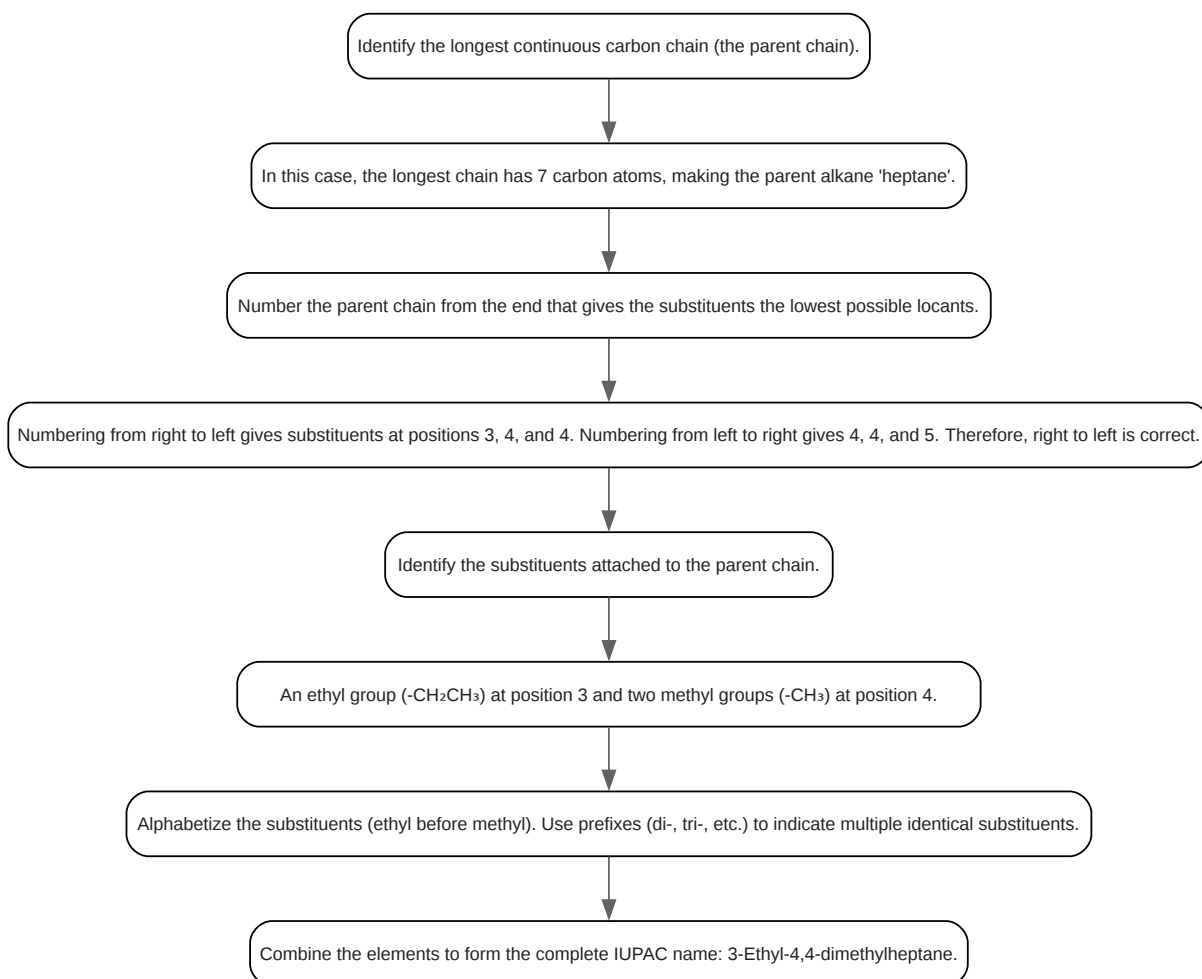 Identify the longest continuous carbon chain (the parent chain).
In this case, the longest chain has 7 carbon atoms, making the parent alkane 'heptane'.
Number the parent chain from the end that gives the substituents the lowest possible locants.
Numbering from right to left gives substituents at positions 3, 4, and 4. Numbering from left to right gives 4, 4, and 5. Therefore, right to left is correct.
Identify the substituents attached to the parent chain.
An ethyl group (-CH₂CH₃) at position 3 and two methyl groups (-CH₃) at position 4.
Alphabetize the substituents (ethyl before methyl). Use prefixes (di-, tri-, etc.) to indicate multiple identical substituents.
Combine the elements to form the complete IUPAC name: 3-Ethyl-4,4-dimethylheptane.